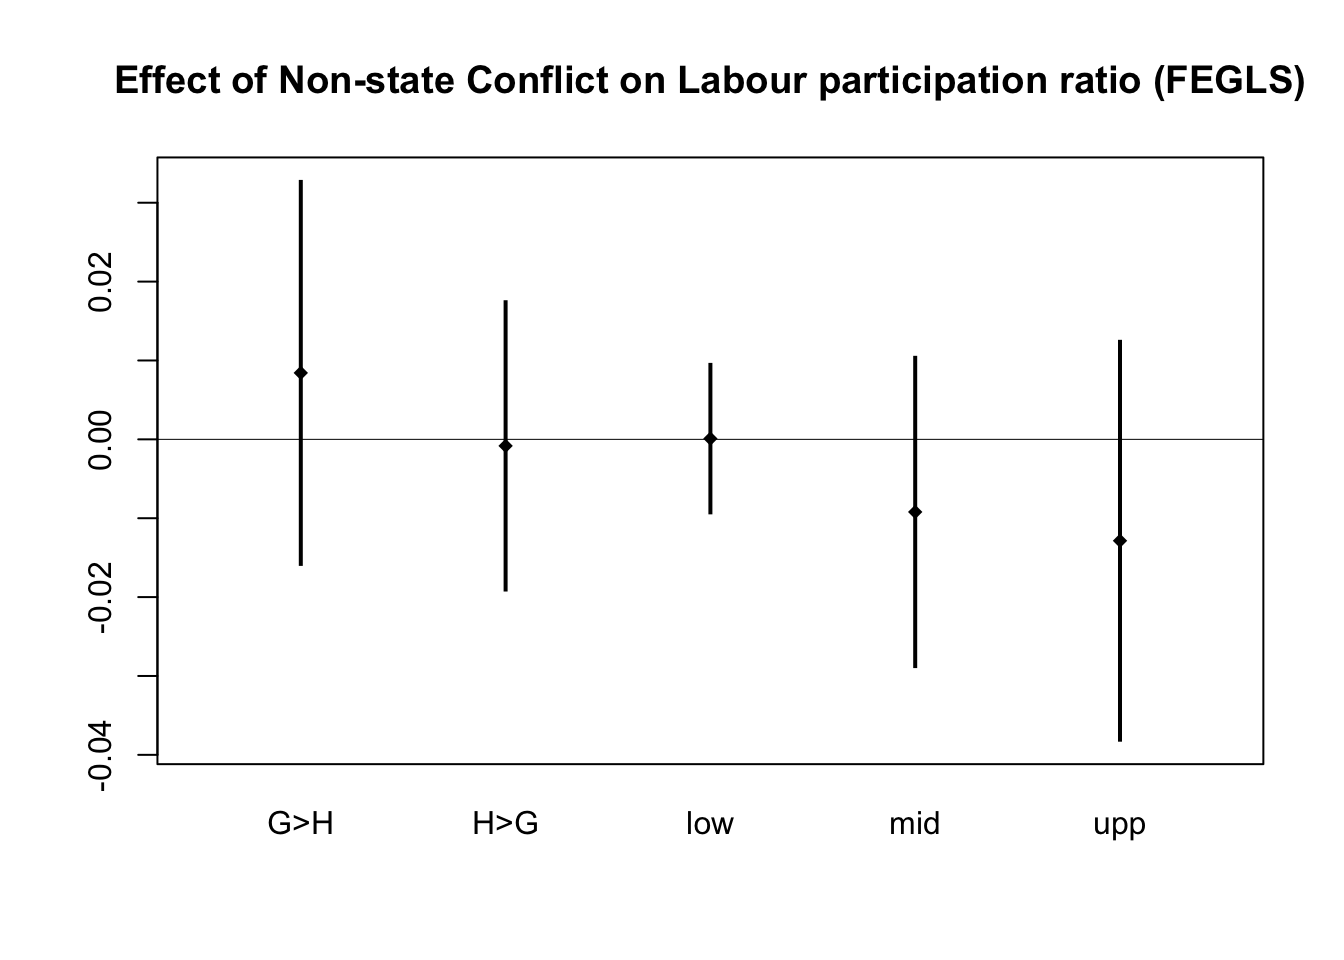 Effect of Non-state Conflict on Labour participation ratio (FEGLS)
0.02
0.00
-0.02
-0.04
G>H H>G low mid upp